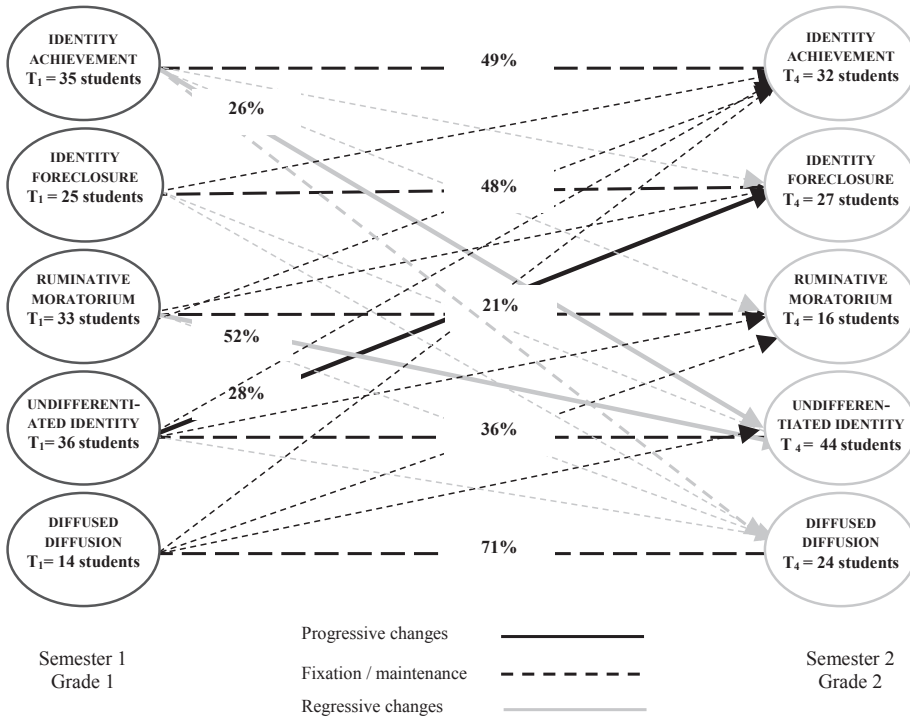 IDENTITY
ACHIEVEMENT
T1 = 35 students
IDENTITY
FORECLOSURE
T1 = 25 students
RUMINATIVE
MORATORIUM
T1= 33 students
UNDIFFERENTI-
ATED IDENTITY
T1= 36 students
DIFFUSED
DIFFUSION
T1= 14 students
49%
26%
48%
21%
52%
28%
36%
71%
IDENTITY
ACHIEVEMENT
T4 = 32 students
IDENTITY
FORECLOSURE
T4 = 27 students
RUMINATIVE
MORATORIUM
T4 = 16 students
UNDIFFEREN-
TIATED IDENTITY
T4 = 44 students
DIFFUSED
DIFFUSION
T4 = 24 students
Semester 1
Grade 1
Progressive changes
Fixation / maintenance
Regressive changes
Semester 2
Grade 2